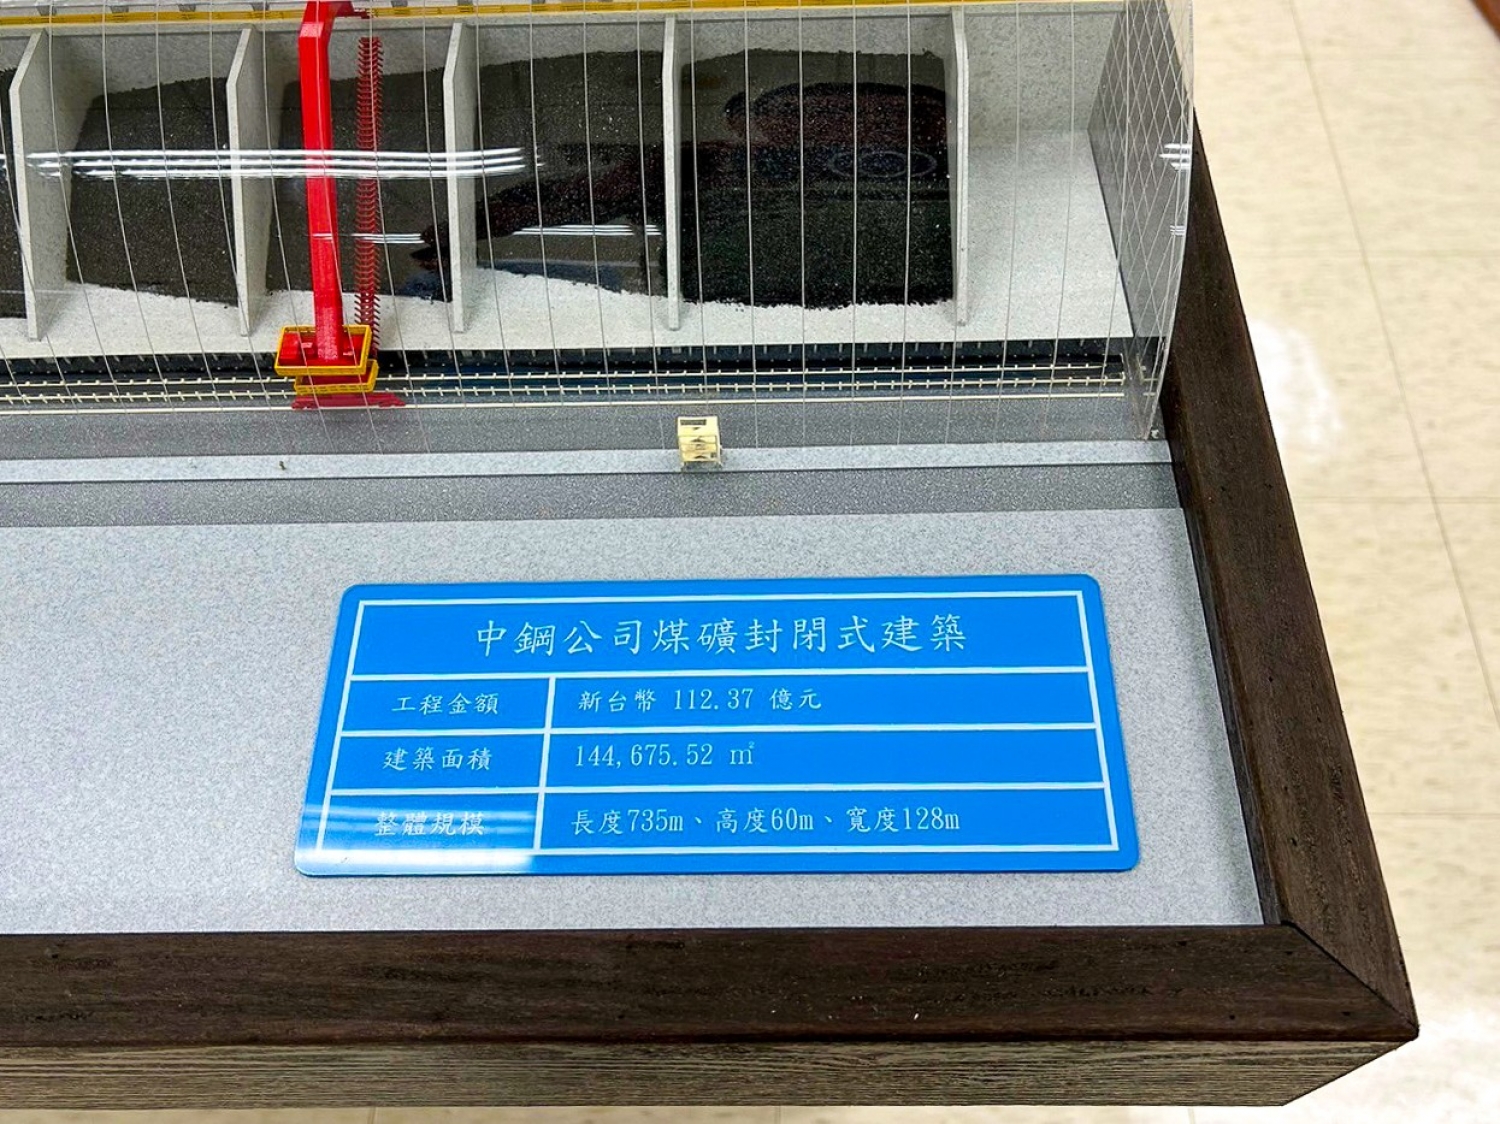 中鋼公司煤礦封閉式建築
工程金額 新台幣 112.37 億元
建築面積 144,675.52 ㎡
整體規模 長度735m、高度60m、寬度128m